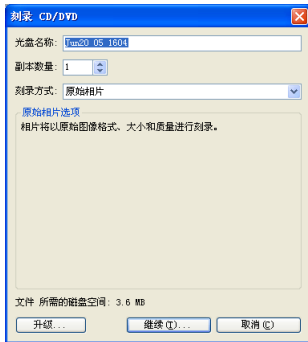 刻录 CD/DVD
光盘名称: Jun20 05 1604
副本数量: 1
刻录方式: 原始相片
原始相片选项
相片将以原始图像格式、大小和质量进行刻录。
文件 所需的磁盘空间: 3.6 MB
升级... 继续(T)... 取消(C)